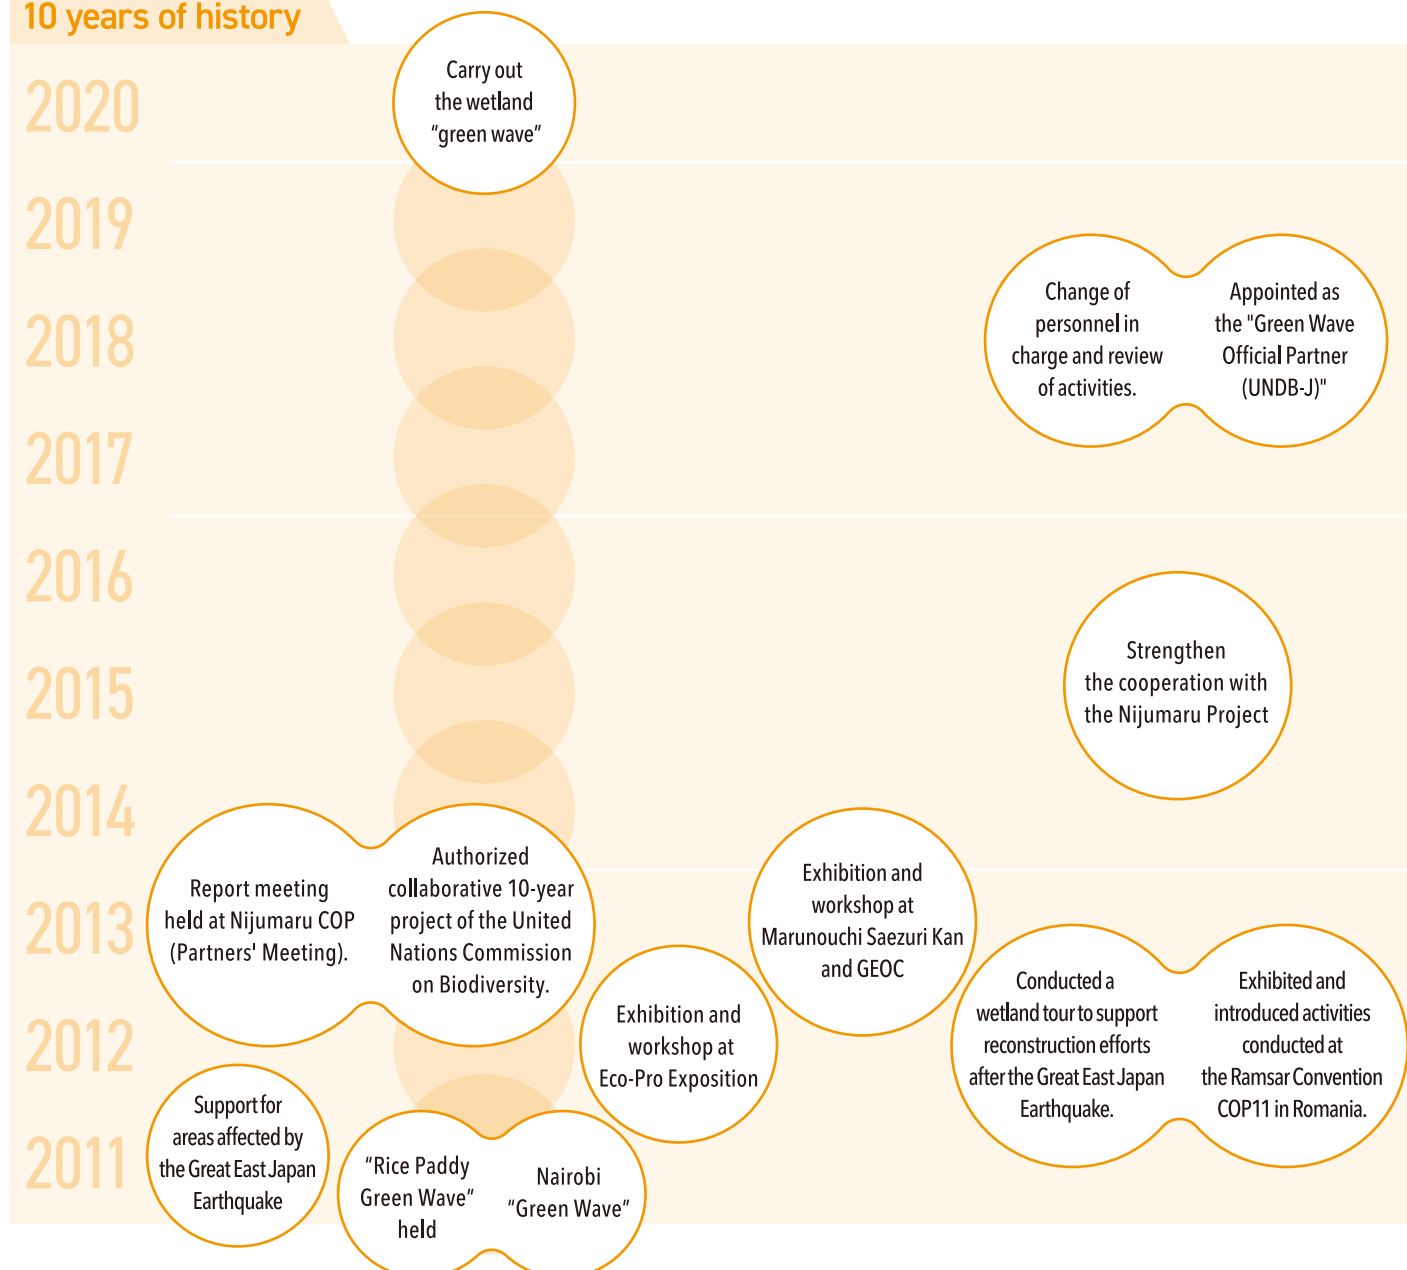 10 years of history
2020
Carry out
the wetland
“green wave”
2019
2018
Change of
personnel in
charge and review
of activities.
Appointed as
the "Green Wave
Official Partner
(UNDB-J)"
2017
2016
2015
Strengthen
the cooperation with
the Nijumaru Project
2014
2013
Report meeting
held at Nijumaru COP
(Partners' Meeting).
Authorized
collaborative 10-year
project of the United
Nations Commission
on Biodiversity.
Exhibition and
workshop at
Marunouchi Saezuri Kan
and GEOC
2012
Exhibition and
workshop at
Eco-Pro Exposition
Conducted a
wetland tour to support
reconstruction efforts
after the Great East Japan
Earthquake.
Exhibited and
introduced activities
conducted at
the Ramsar Convention
COP11 in Romania.
2011
Support for
areas affected by
the Great East Japan
Earthquake
“Rice Paddy
Green Wave”
held
Nairobi
“Green Wave”